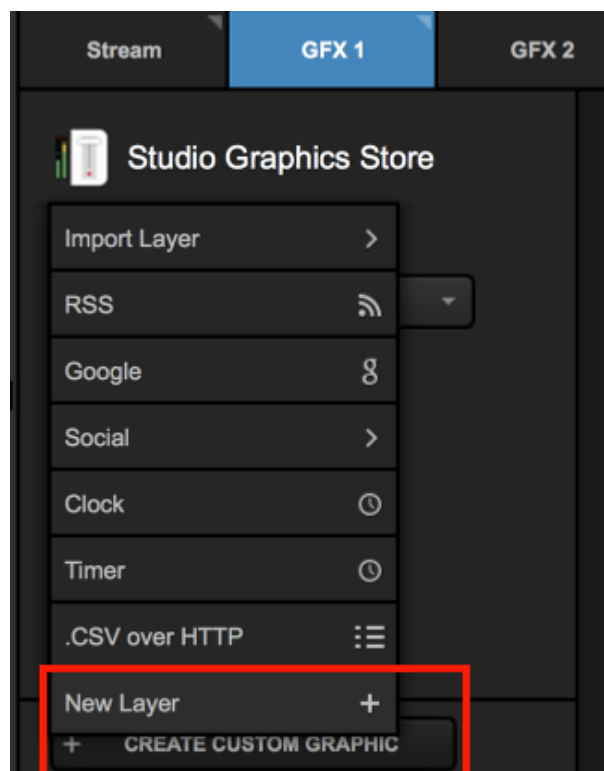 Stream GFX 1 GFX 2
Studio Graphics Store
Import Layer
RSS
Google
Social
Clock
Timer
.CSV over HTTP
New Layer
CREATE CUSTOM GRAPHIC